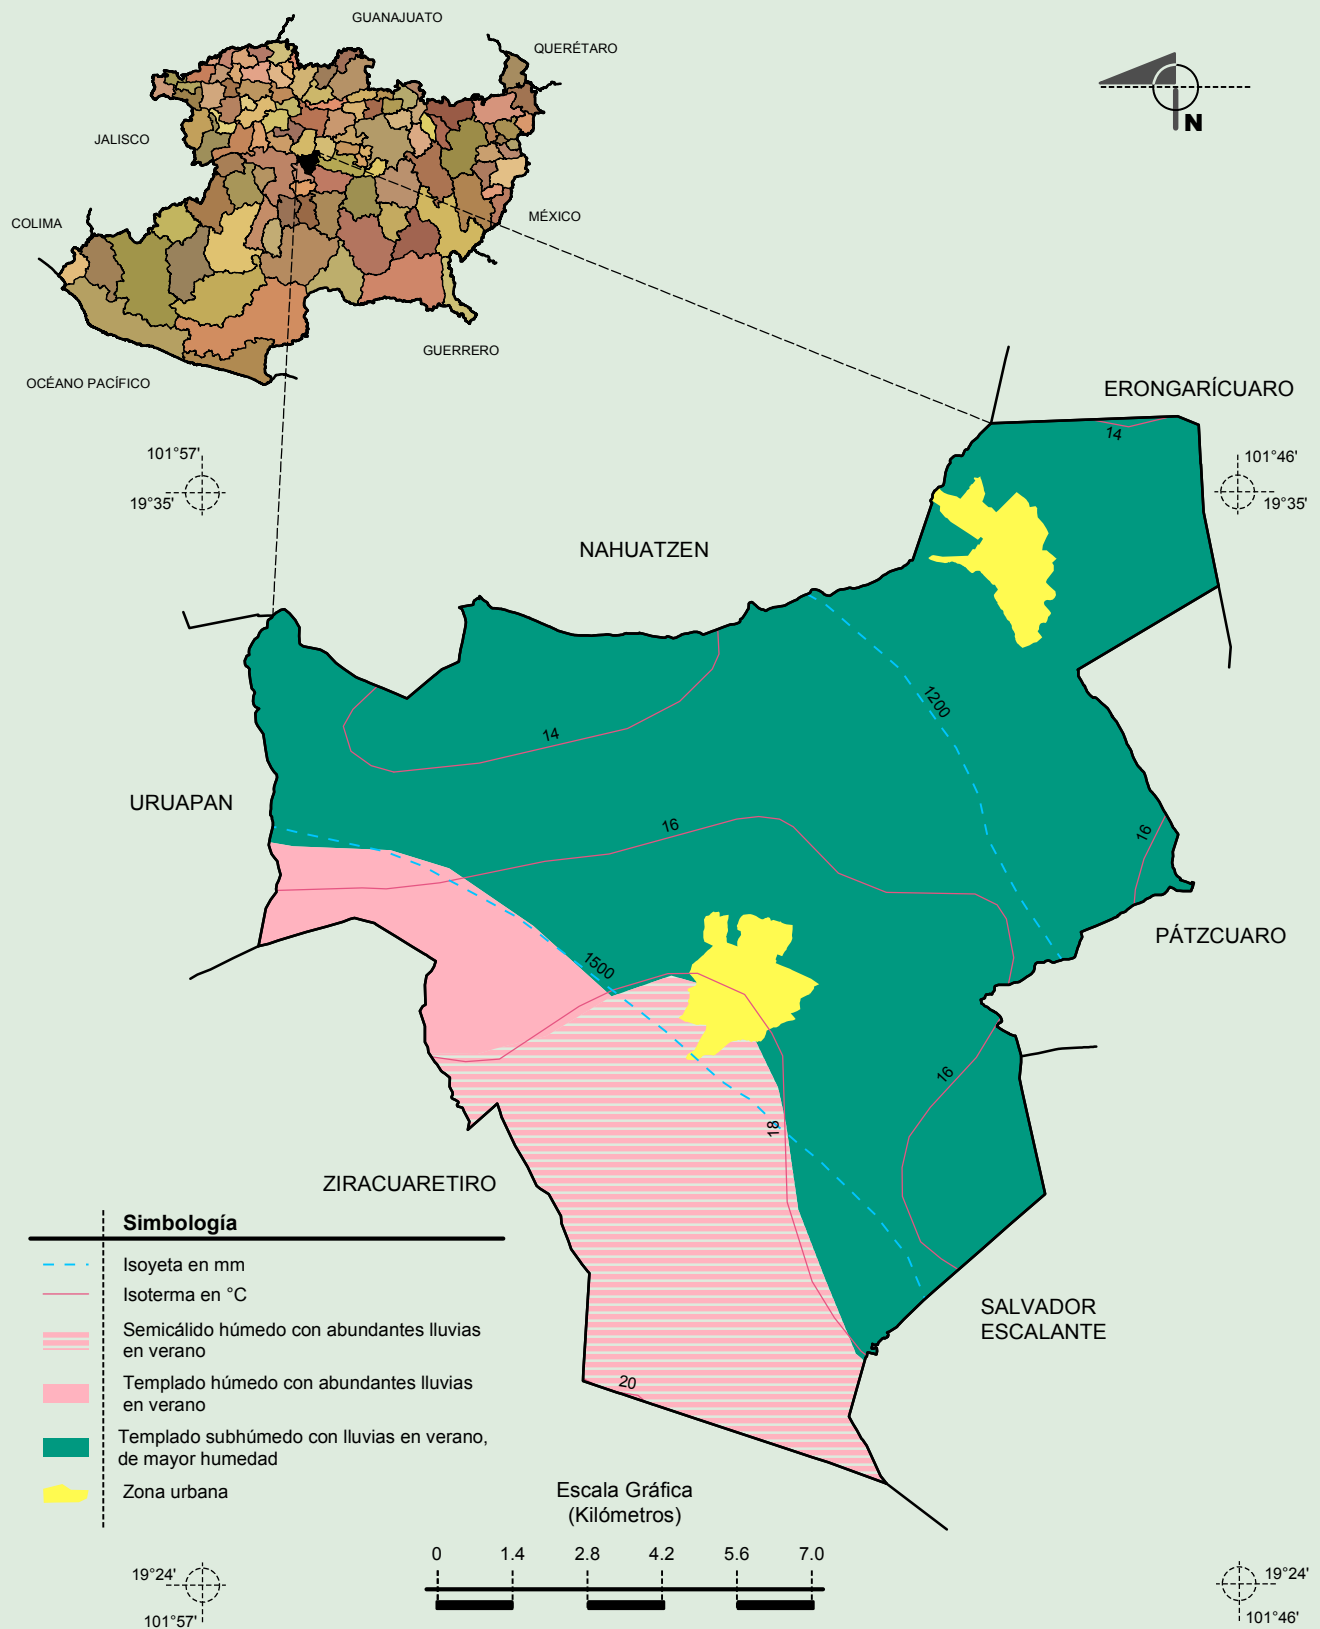 GUANAJUATO
QUERÉTARO
JALISCO
N
COLIMA
MÉXICO
GUERRERO
OCÉANO PACÍFICO
ERONGARÍCUARO
14
101°57'
19°35'
101°46'
19°35'
NAHUATZEN
1200
14
URUAPAN
16
16
PÁTZCUARO
1500
16
18
ZIRACUARETIRO
SALVADOR
ESCALANTE
20
Simbología
Isoyeta en mm
Isoterma en °C
Semicálido húmedo con abundantes lluvias
en verano
Templado húmedo con abundantes lluvias
en verano
Templado subhúmedo con lluvias en verano,
de mayor humedad
Zona urbana
Escala Gráfica
(Kilómetros)
0 1.4 2.8 4.2 5.6 7.0
19°24'
101°57'
19°24'
101°46'